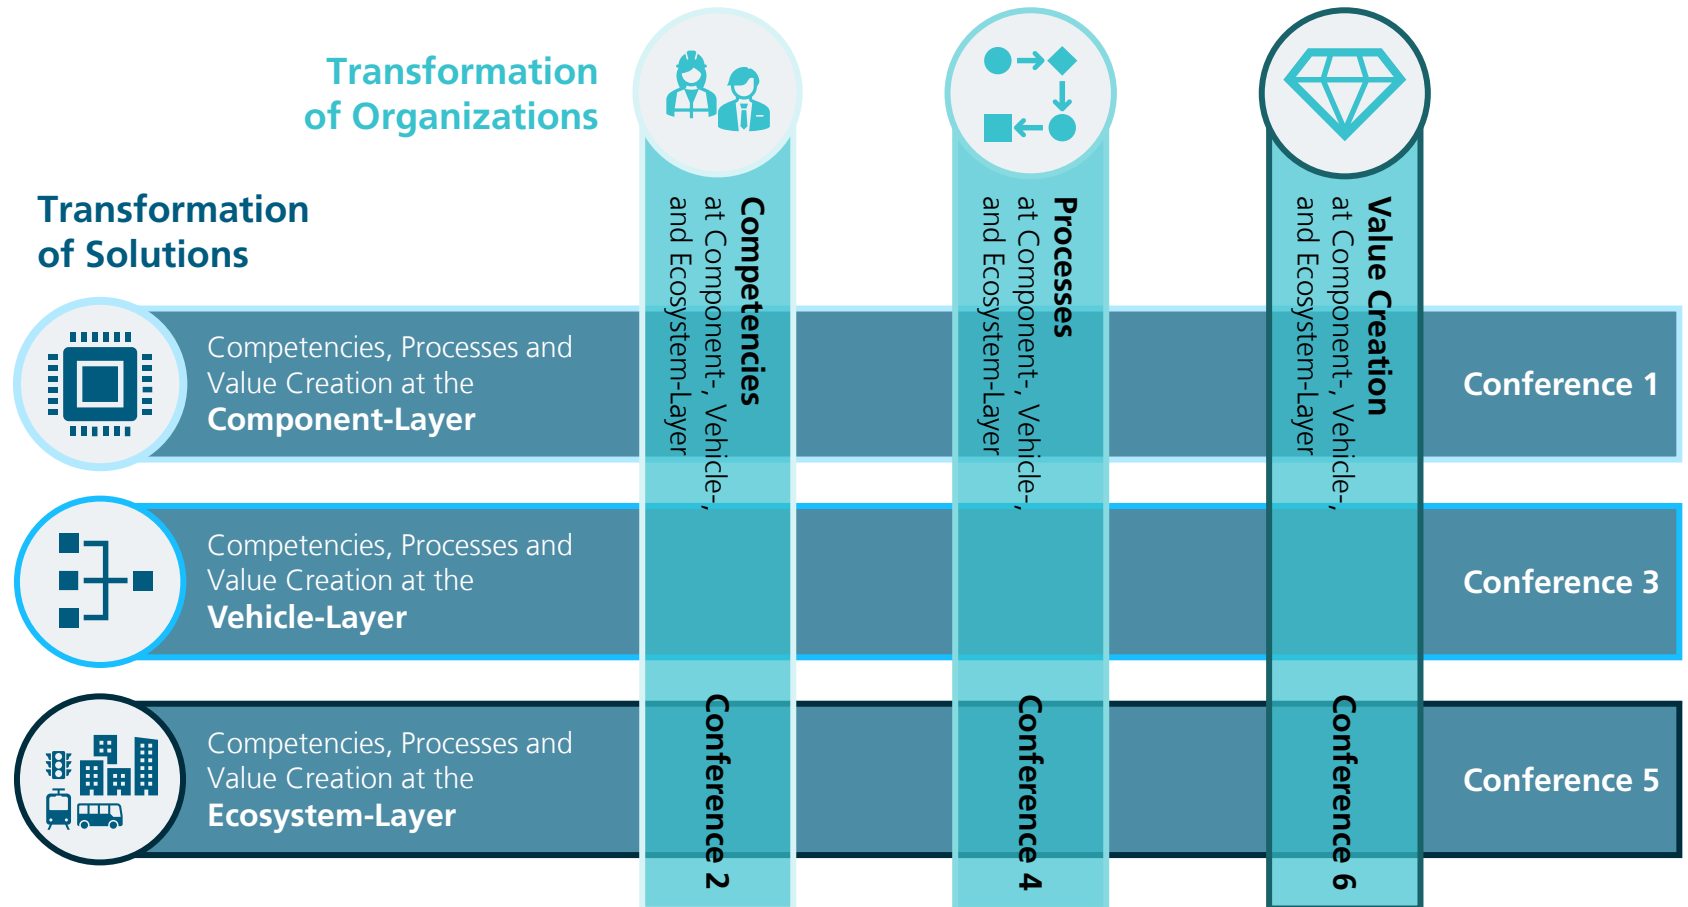 Transformation
of Organizations
Transformation
of Solutions
Competencies
at Component-, Vehicle-,
and Ecosystem-Layer
Processes
at Component-, Vehicle-,
and Ecosystem-Layer
Value Creation
at Component-, Vehicle-,
and Ecosystem-Layer
Competencies, Processes and
Value Creation at the
Component-Layer
Conference 1
Competencies, Processes and
Value Creation at the
Vehicle-Layer
Conference 3
Competencies, Processes and
Value Creation at the
Ecosystem-Layer
Conference 5
Conference 2
Conference 4
Conference 6